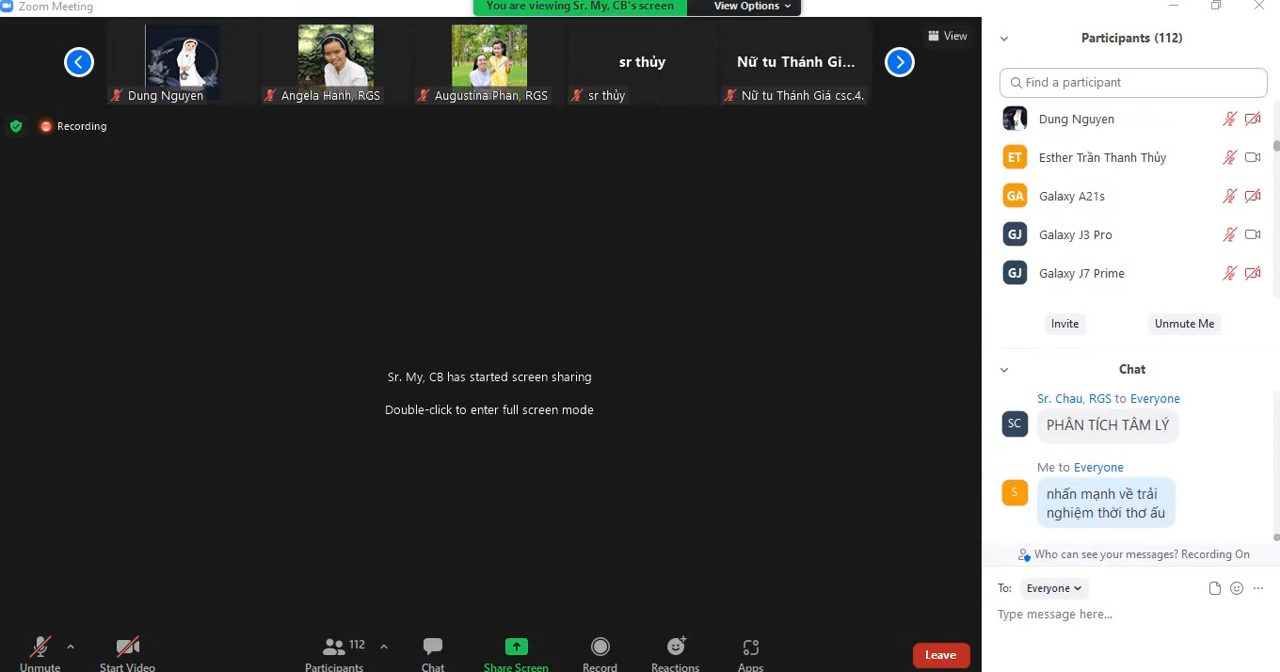 Zoom Meeting
You are viewing Sr. My, CB's screen
View Options
sr thủy
Nữ tu Thánh Gi...
View
Dung Nguyen
Angela Hanh, RGS
Augustina Phan, RGS
sr thủy
Nữ tu Thánh Giá csc.4.
Recording
Sr. My, CB has started screen sharing
Double-click to enter full screen mode
Unmute
Start Video
112
Participants
Chat
Share Screen
Record
Reactions
Apps
Leave
Participants (112)
Find a participant
Dung Nguyen
ET Esther Trần Thanh Thủy
GA Galaxy A21s
GJ Galaxy J3 Pro
GJ Galaxy J7 Prime
Invite
Unmute Me
Chat
Sr. Chau, RGS to Everyone
SC PHÂN TÍCH TÂM LÝ
Me to Everyone
S nhấn mạnh về trải
nghiệm thời thơ ấu
Who can see your messages? Recording On
To: Everyone
Type message here...